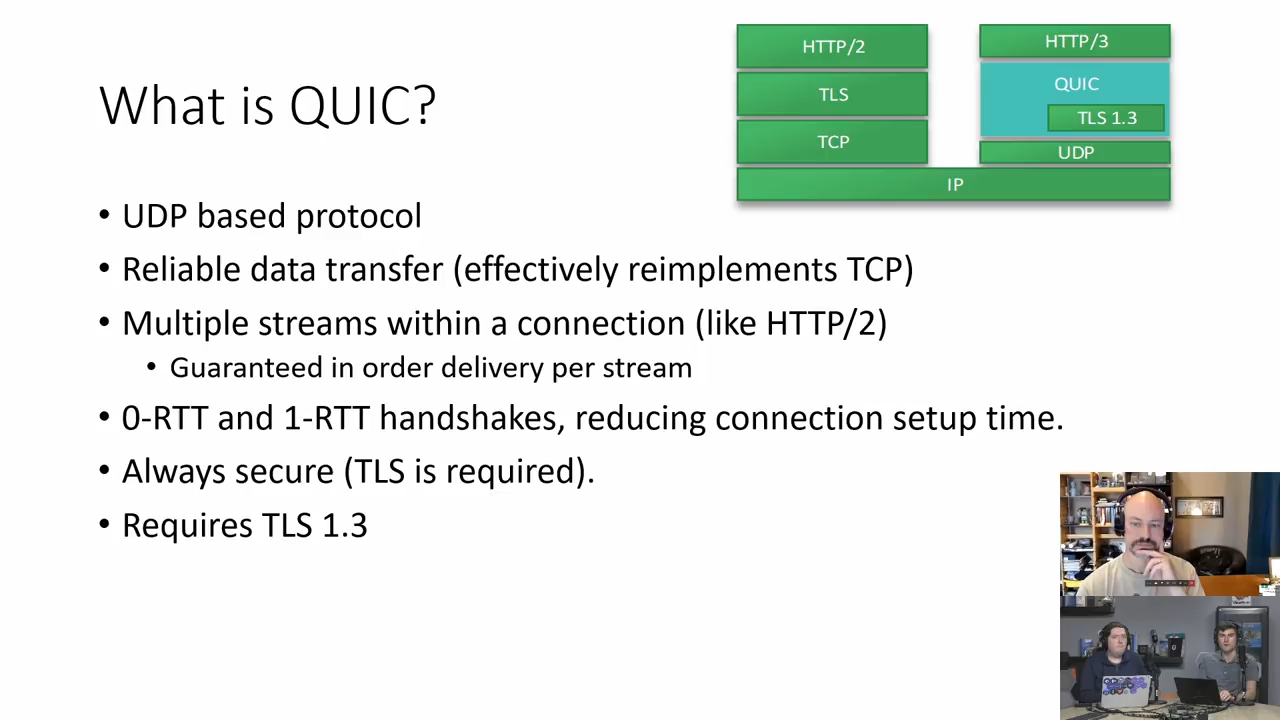 What is QUIC?
HTTP/2
TLS
TCP
HTTP/3
QUIC
TLS 1.3
UDP
IP
• UDP based protocol
• Reliable data transfer (effectively reimplements TCP)
• Multiple streams within a connection (like HTTP/2)
• Guaranteed in order delivery per stream
• 0-RTT and 1-RTT handshakes, reducing connection setup time.
• Always secure (TLS is required).
• Requires TLS 1.3